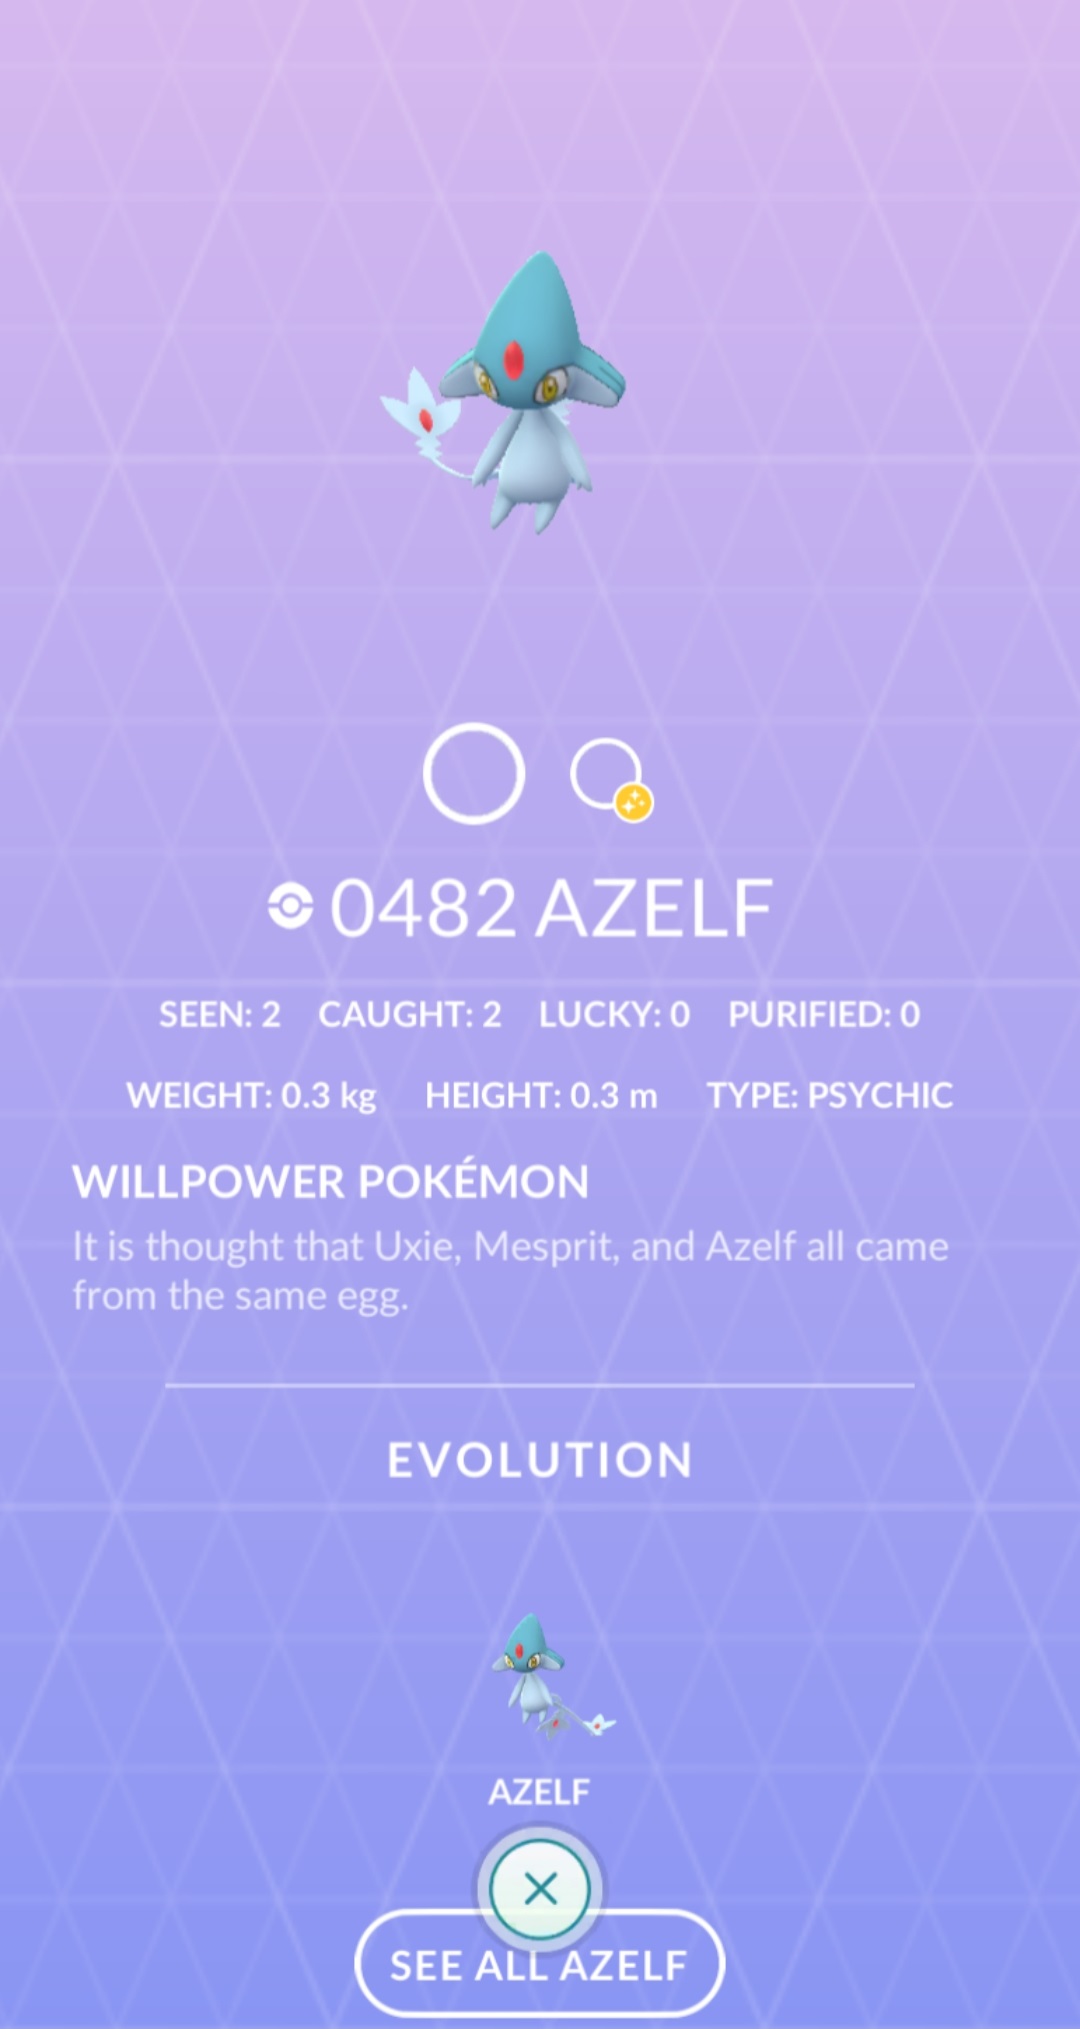 0482 AZELF
SEEN: 2 CAUGHT: 2 LUCKY: 0 PURIFIED: 0
WEIGHT: 0.3 kg HEIGHT: 0.3 m TYPE: PSYCHIC
WILLPOWER POKÉMON
It is thought that Uxie, Mesprit, and Azelf all came
from the same egg.
EVOLUTION
AZELF
SEE ALL AZELF